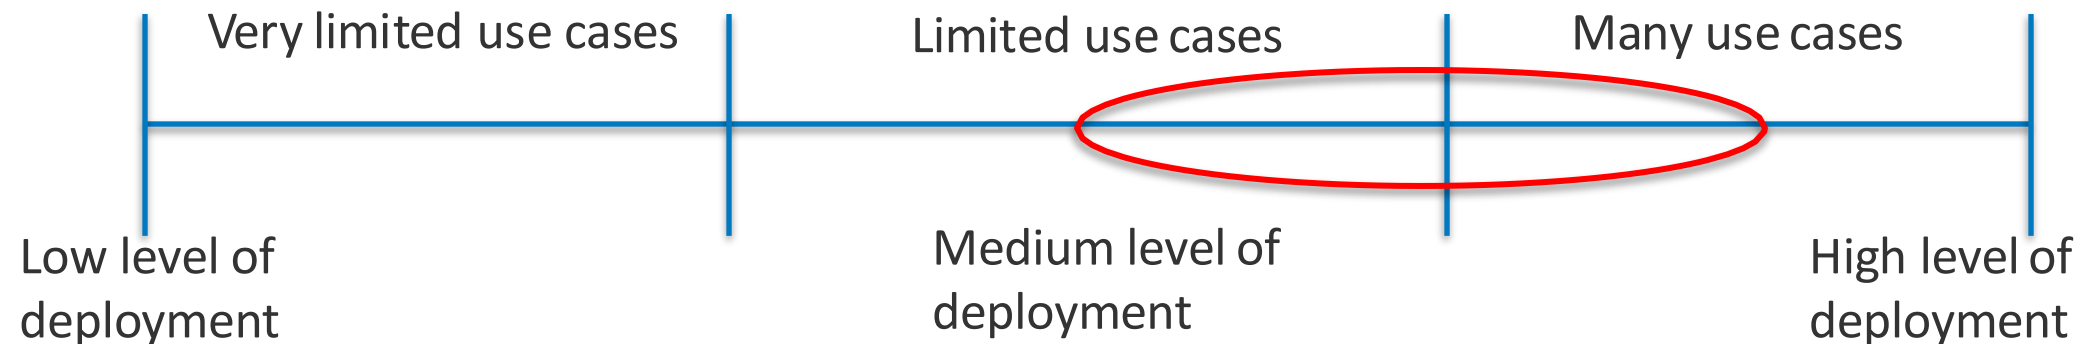 Very limited use cases
Limited use cases
Many use cases
Low level of
deployment
Medium level of
deployment
High level of
deployment